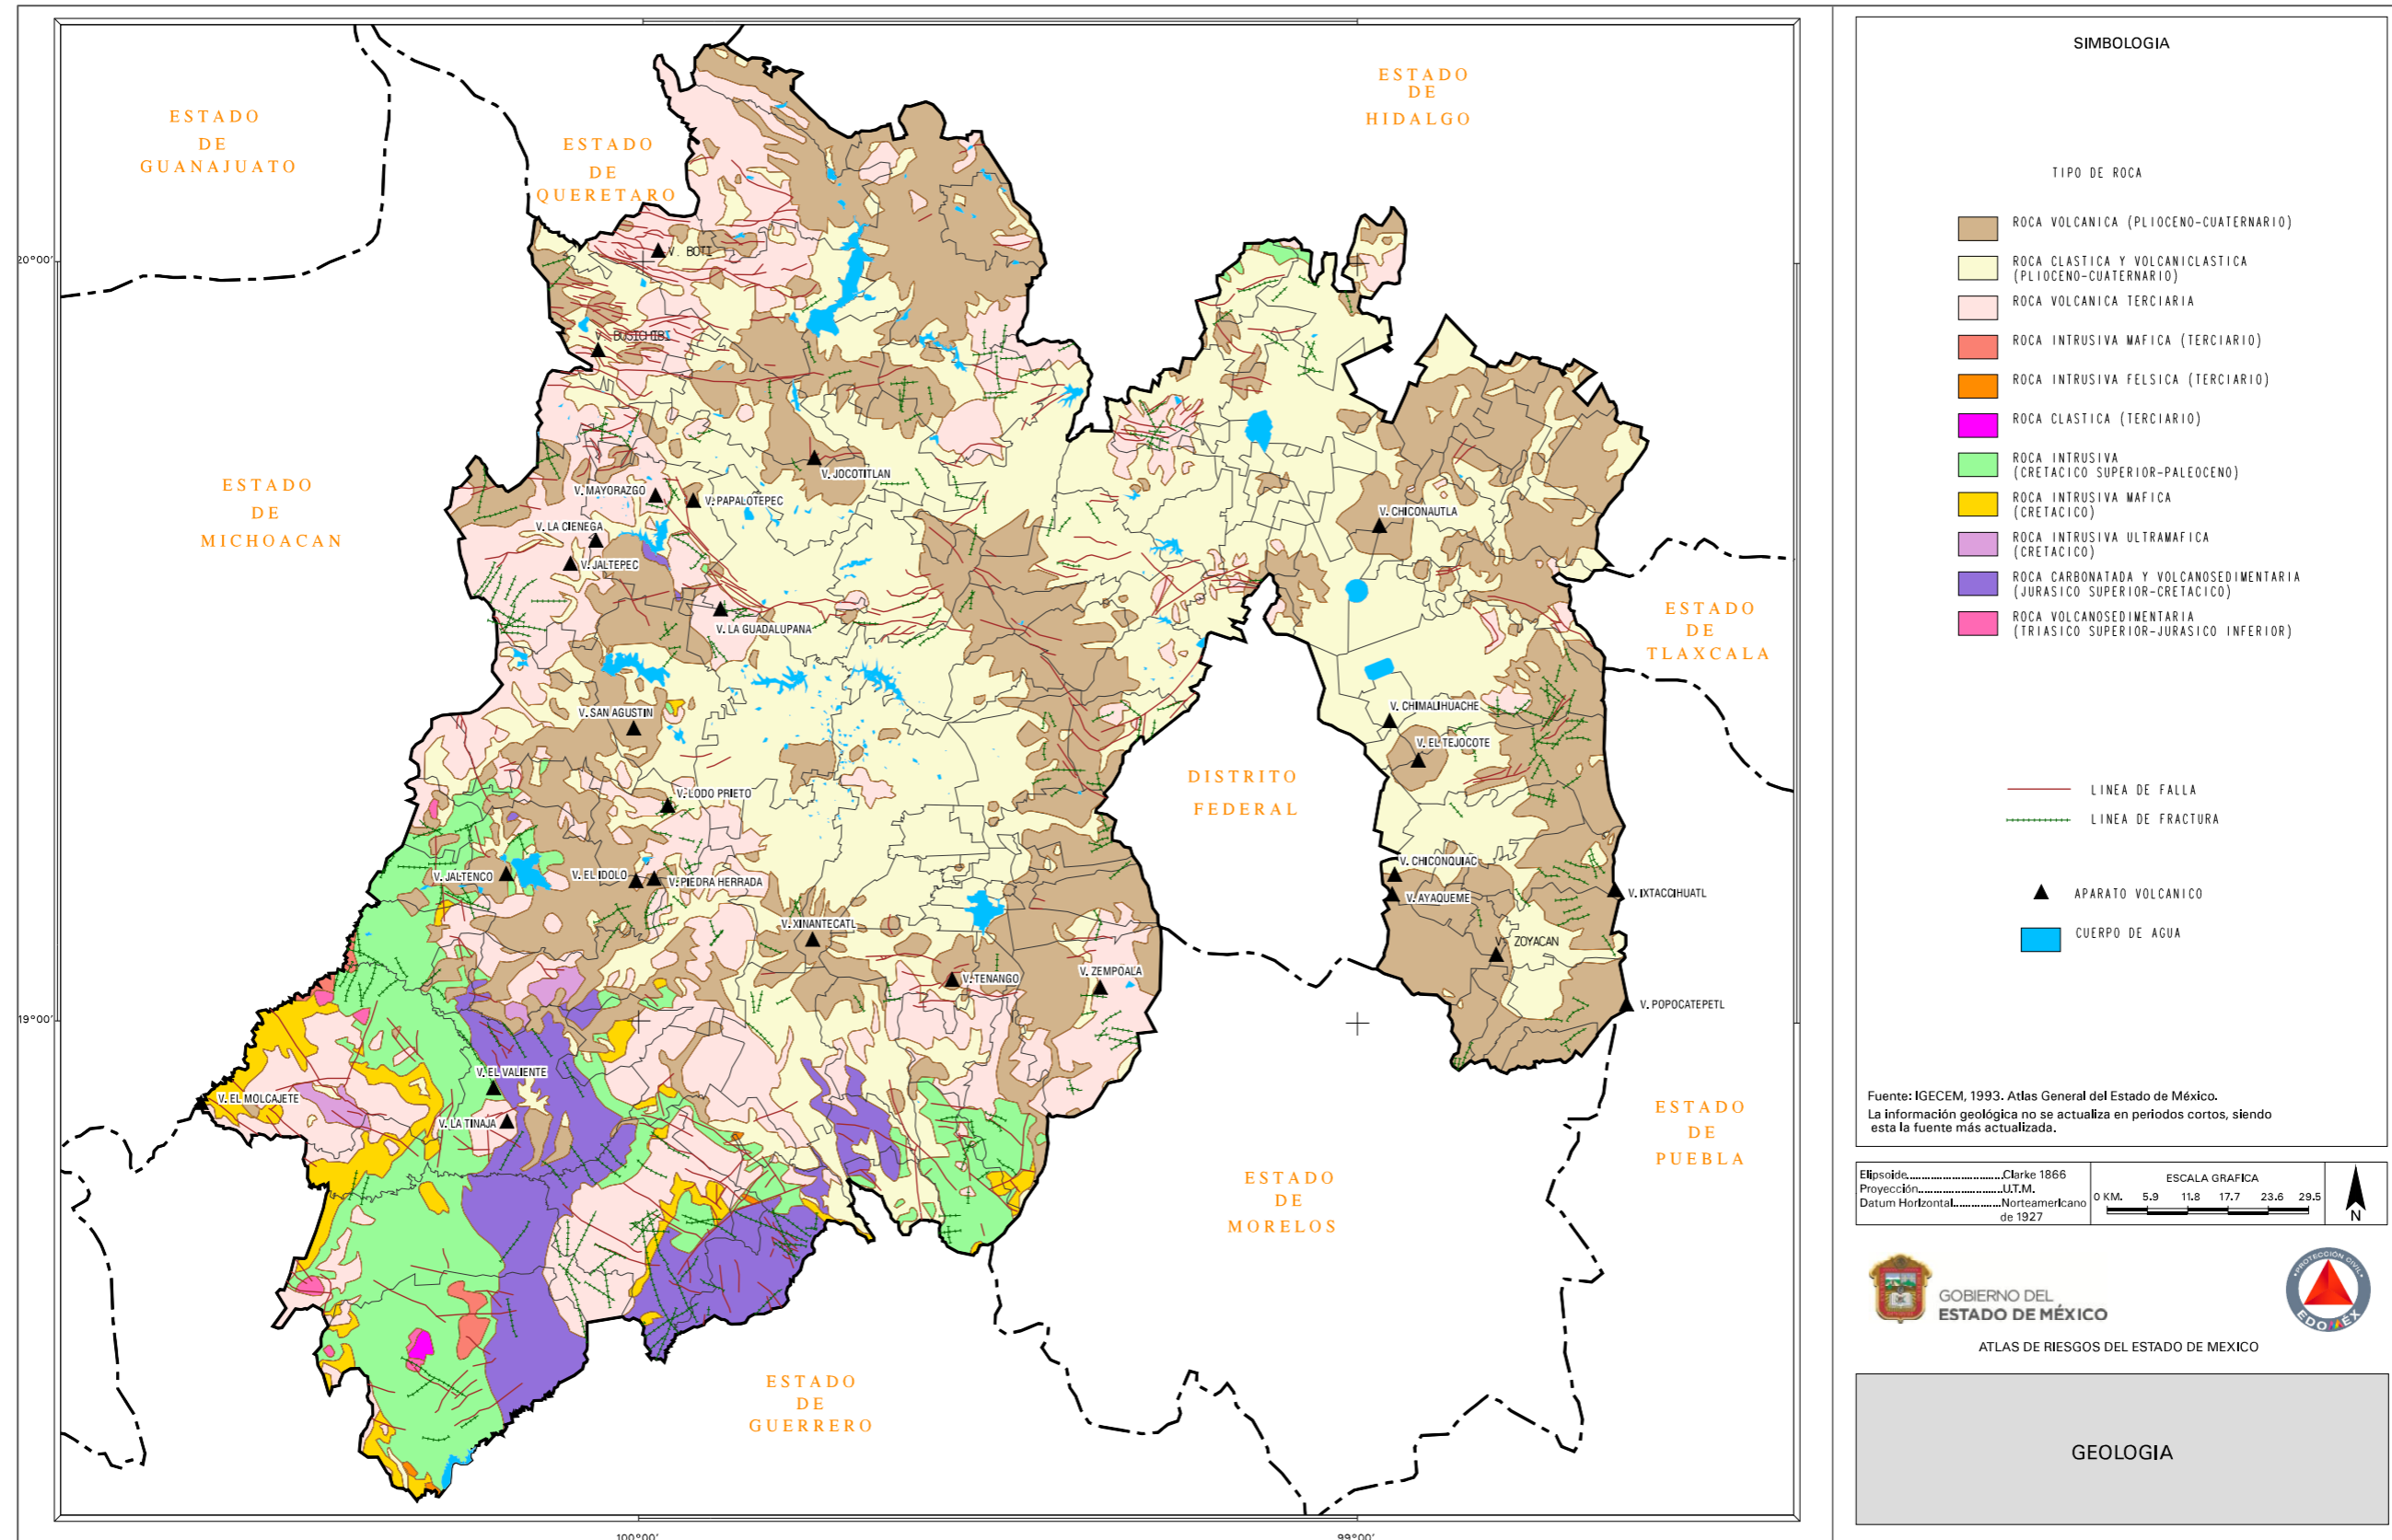 ESTADO
DE
GUANAJUATO
ESTADO
DE
QUERETARO
ESTADO
DE
HIDALGO
ESTADO
DE
MICHOACAN
ESTADO
DE
TLAXCALA
DISTRITO
FEDERAL
ESTADO
DE
PUEBLA
ESTADO
DE
MORELOS
ESTADO
DE
GUERRERO
20°00'
19°00'
100°00'
99°00'
V. BOTI
V. JOCOTITLAN
V. MAYORAZGO
V. PAPALOTEPEC
V. LA CIENEGA
V. JALTEPEC
V. CHICONAUTLA
V. LA GUADALUPANA
V. SAN AGUSTIN
V. CHIMALIHUACHE
V. EL TEJOCOTE
V. LODO PRIETO
V. JALTENCO
V. EL IDOLO
V. PIEDRA HERRADA
V. CHICONQUIAC
V. AYAQUEME
V. IXTACCIHUATL
V. XINANTECATL
V. ZOYACAN
V. TENANGO
V. ZEMPOALA
V. POPOCATEPETL
V. EL VALIENTE
V. EL MOLCAJETE
V. LA TINAJA
SIMBOLOGIA
TIPO DE ROCA
ROCA VOLCANICA (PLIOCENO-CUATERNARIO)
ROCA CLASTICA Y VOLCANICLASTICA
(PLIOCENO-CUATERNARIO)
ROCA VOLCANICA TERCIARIA
ROCA INTRUSIVA MAFICA (TERCIARIO)
ROCA INTRUSIVA FELSICA (TERCIARIO)
ROCA CLASTICA (TERCIARIO)
ROCA INTRUSIVA
(CRETACICO SUPERIOR-PALEOCENO)
ROCA INTRUSIVA MAFICA
(CRETACICO)
ROCA INTRUSIVA ULTRAMAFICA
(CRETACICO)
ROCA CARBONATADA Y VOLCANOSEDIMENTARIA
(JURASICO SUPERIOR-CRETACICO)
ROCA VOLCANOSEDIMENTARIA
(TRIASICO SUPERIOR-JURASICO INFERIOR)
LINEA DE FALLA
LINEA DE FRACTURA
APARATO VOLCANICO
CUERPO DE AGUA
Fuente: IGECEM, 1993. Atlas General del Estado de México.
La información geológica no se actualiza en periodos cortos, siendo
esta la fuente más actualizada.
Elipsoide..............................Clarke 1866
Proyección..........................U.T.M.
Datum Horizontal...............Norteamericano
de 1927
ESCALA GRAFICA
0 KM. 5.9 11.8 17.7 23.6 29.5
N
GOBIERNO DEL
ESTADO DE MÉXICO
PROTECCIÓN CIVIL
EDOMEX
ATLAS DE RIESGOS DEL ESTADO DE MEXICO
GEOLOGIA